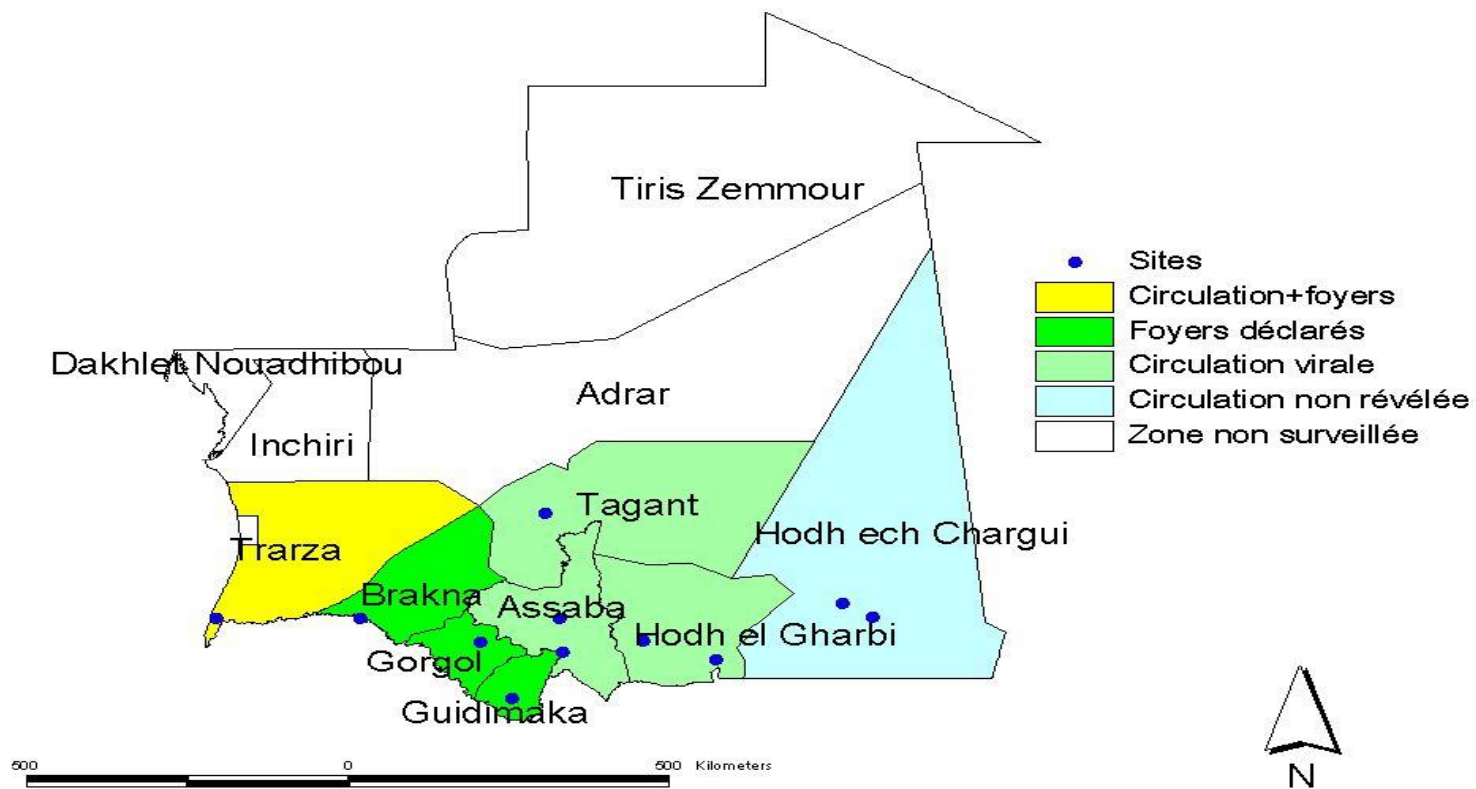 Tiris Zemmour
Sites
Circulation+foyers
Foyers déclarés
Circulation virale
Circulation non révélée
Zone non surveillée
Dakhlet Nouadhibou
Adrar
Inchiri
Tagant
Hodh ech Chargui
Trarza
Brakna
Assaba
Hodh el Gharbi
Gorgol
Guidimaka
500 0 500 Kilometers
N